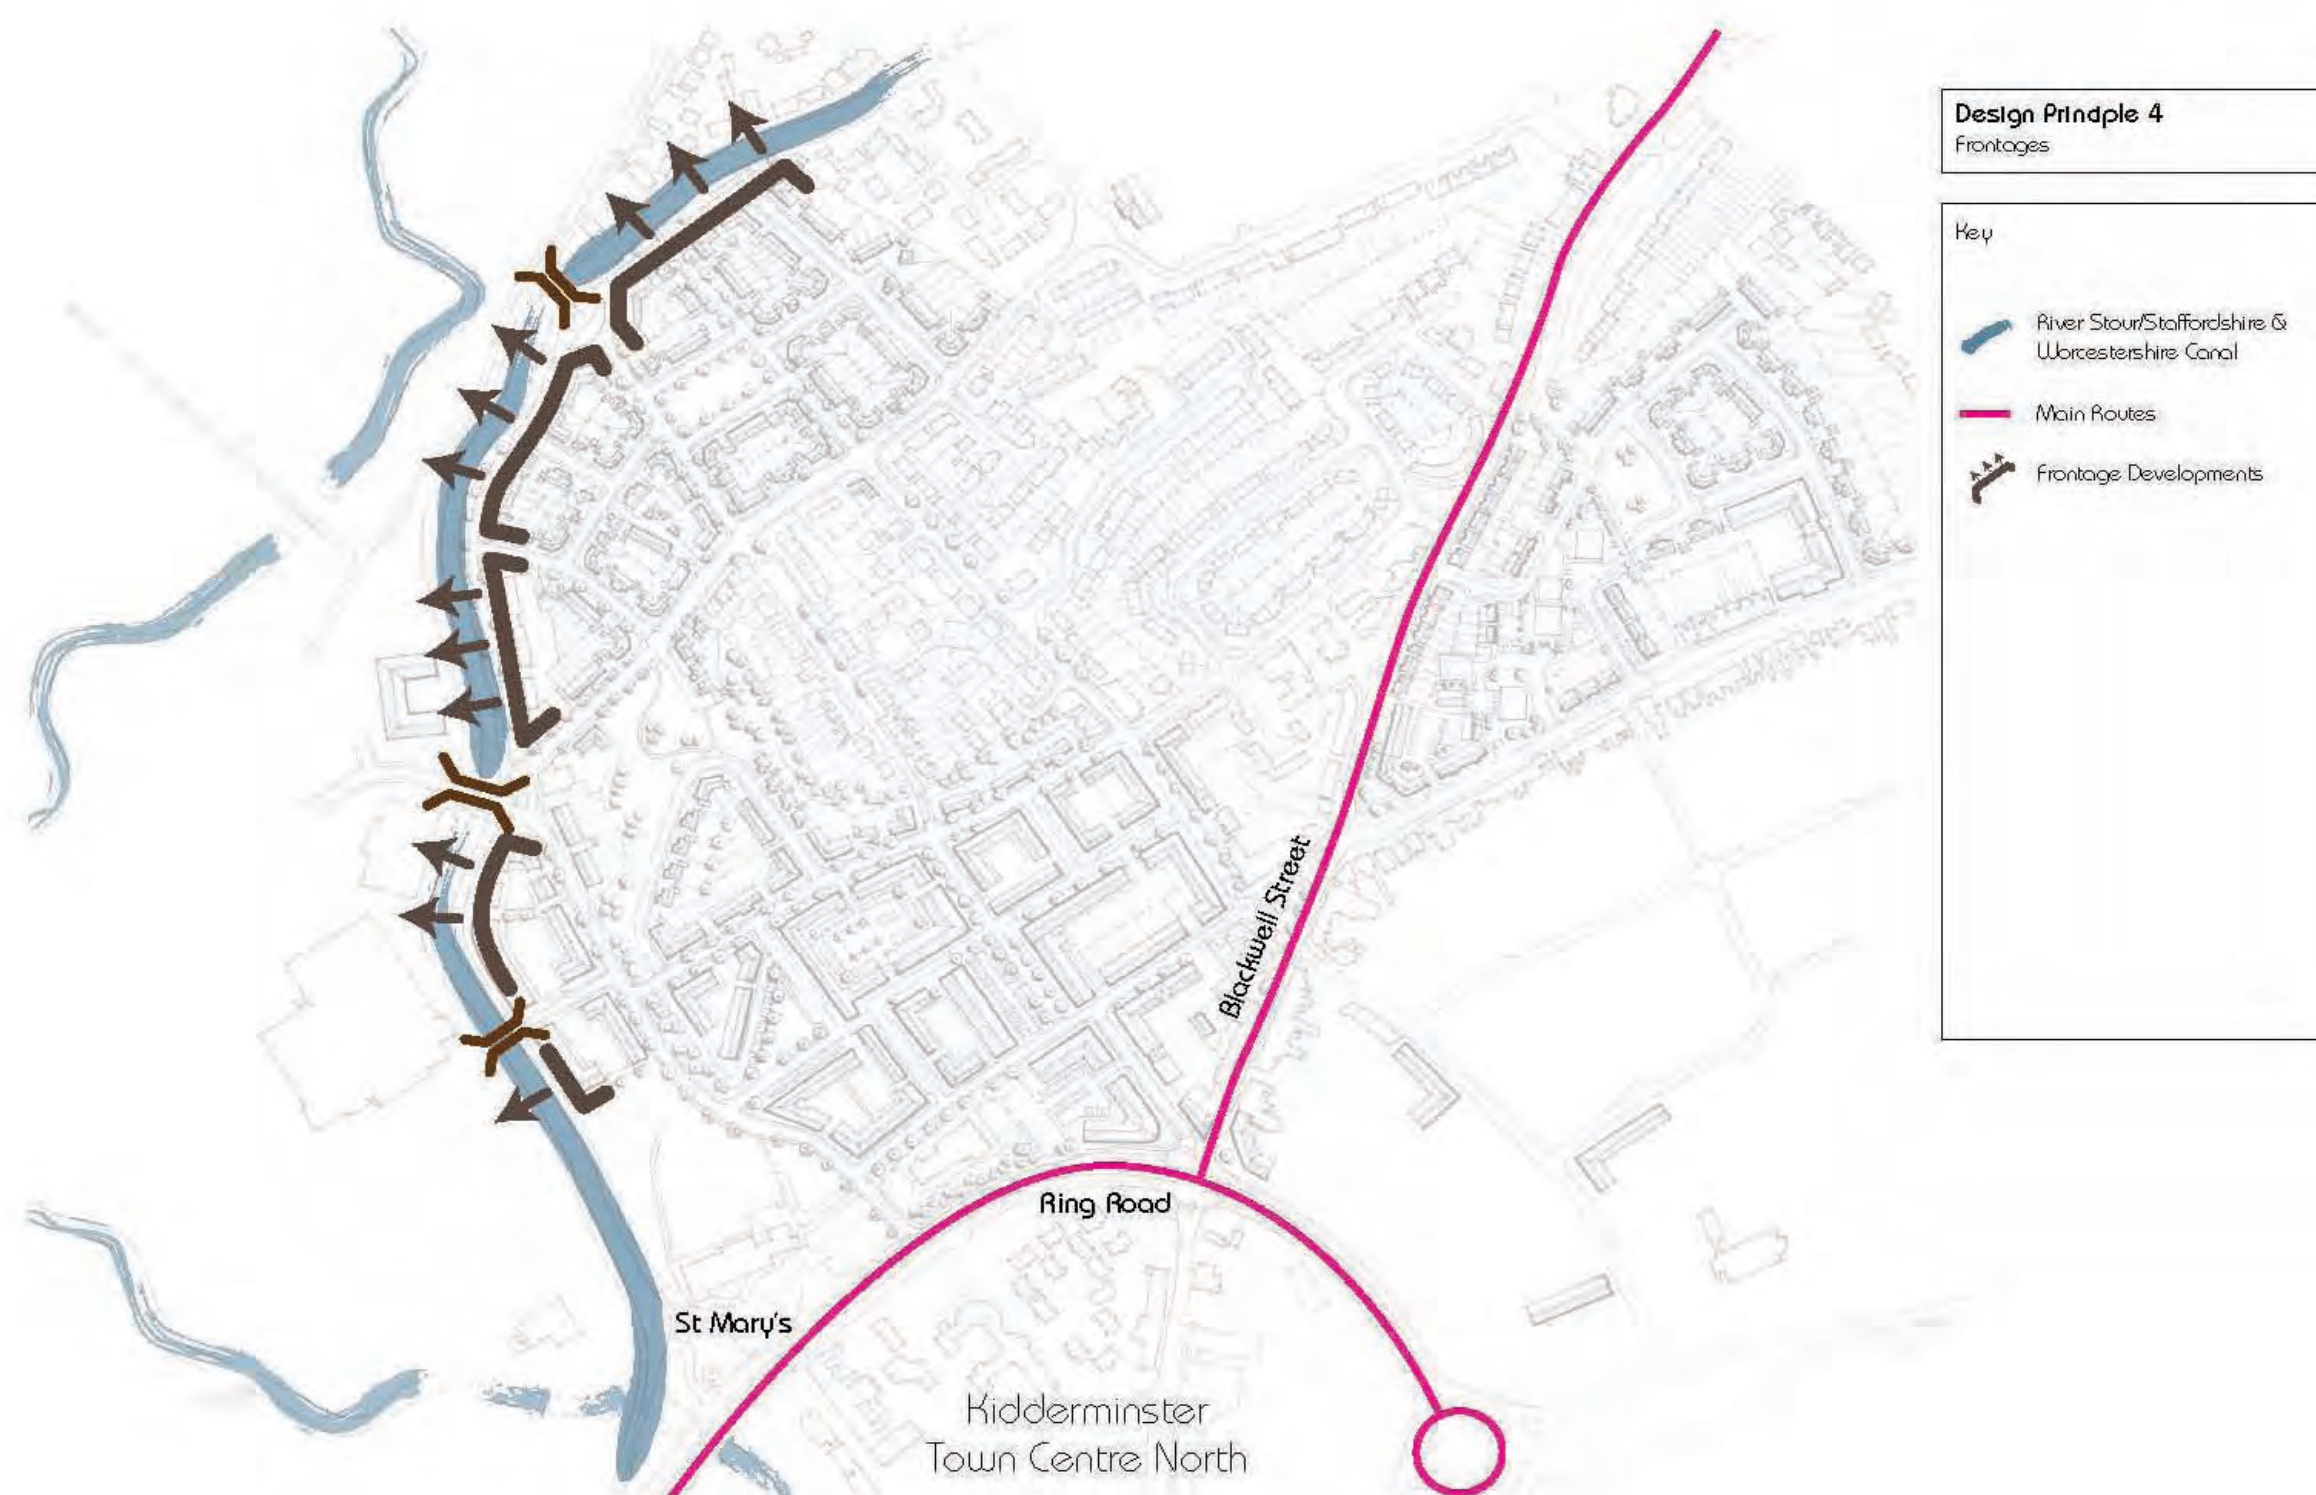 Design Principle 4
Frontages
Key
River Stour/Staffordshire &
Worcestershire Canal
Main Routes
Frontage Developments
Blackwell Street
Ring Road
St Mary's
Kidderminster
Town Centre North